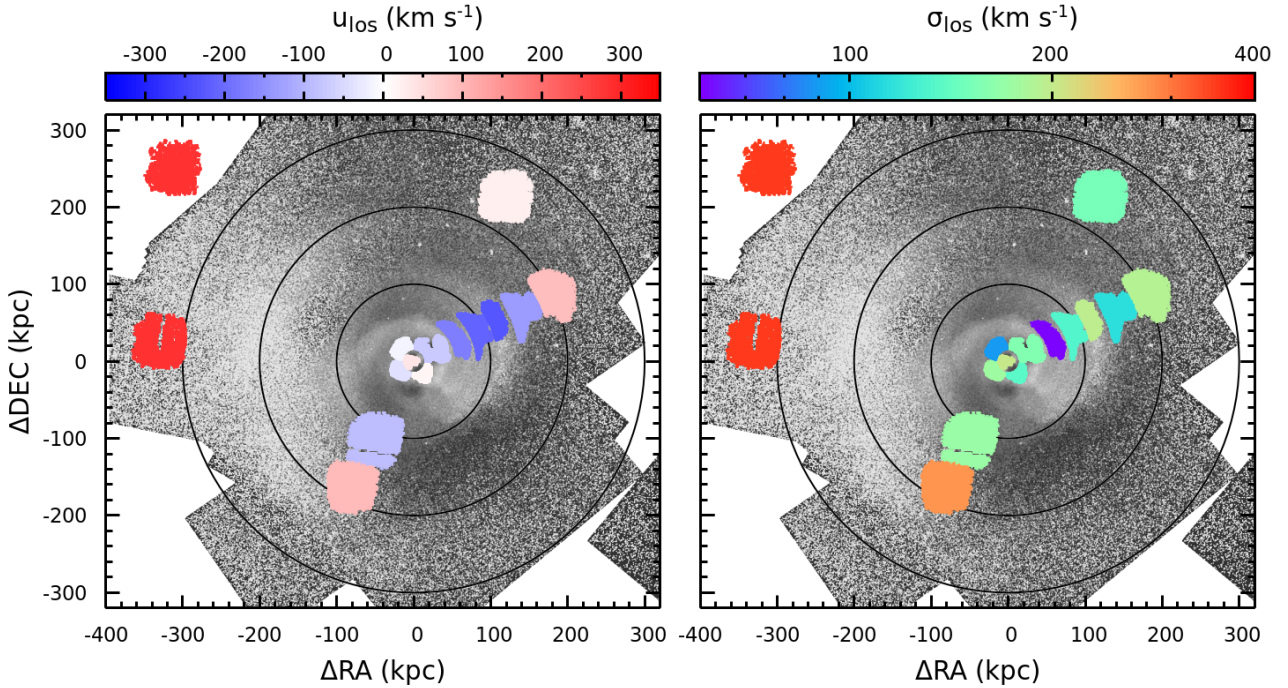 u_los (km s⁻¹)
-300 -200 -100 0 100 200 300
σ_los (km s⁻¹)
100 200 400
300
200
100
0
-100
-200
-300
ΔDEC (kpc)
-400 -300 -200 -100 0 100 200 300
-400 -300 -200 -100 0 100 200 300
ΔRA (kpc)
ΔRA (kpc)